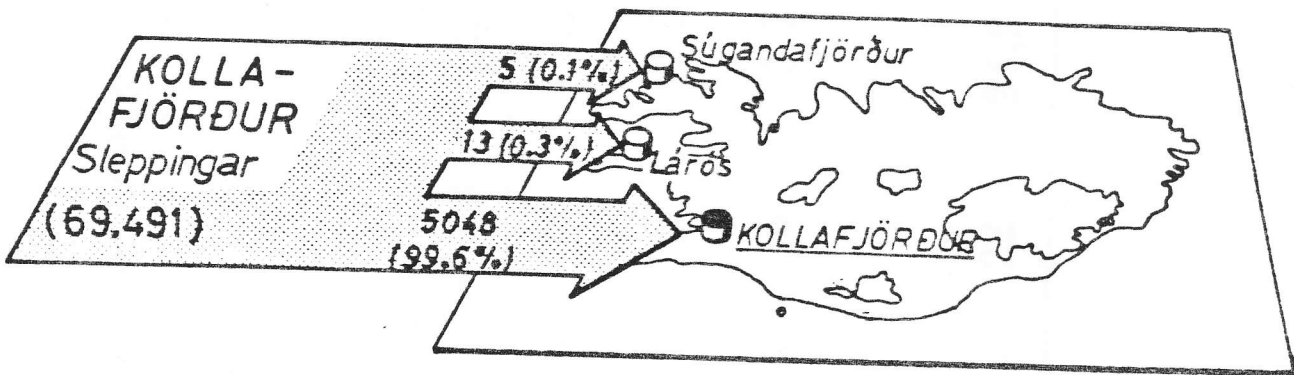 KOLLA-
FJÖRÐUR
Sleppingar
(69.491)
5 (0.1%)
13 (0.3%)
5048
(99.6%)
Súgandafjörður
Lárós
KOLLAFJÖRÐUR